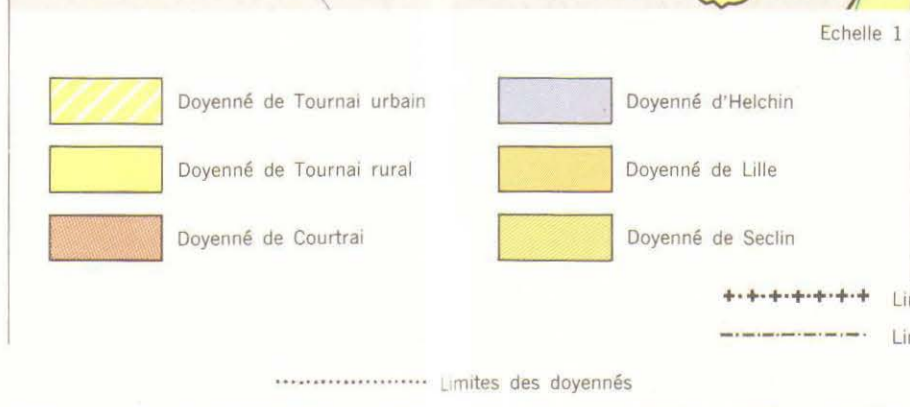 Echelle 1
Doyenné de Tournai urbain
Doyenné d'Helchin
Doyenné de Tournai rural
Doyenné de Lille
Doyenné de Courtrai
Doyenné de Seclin
Limites des doyennés